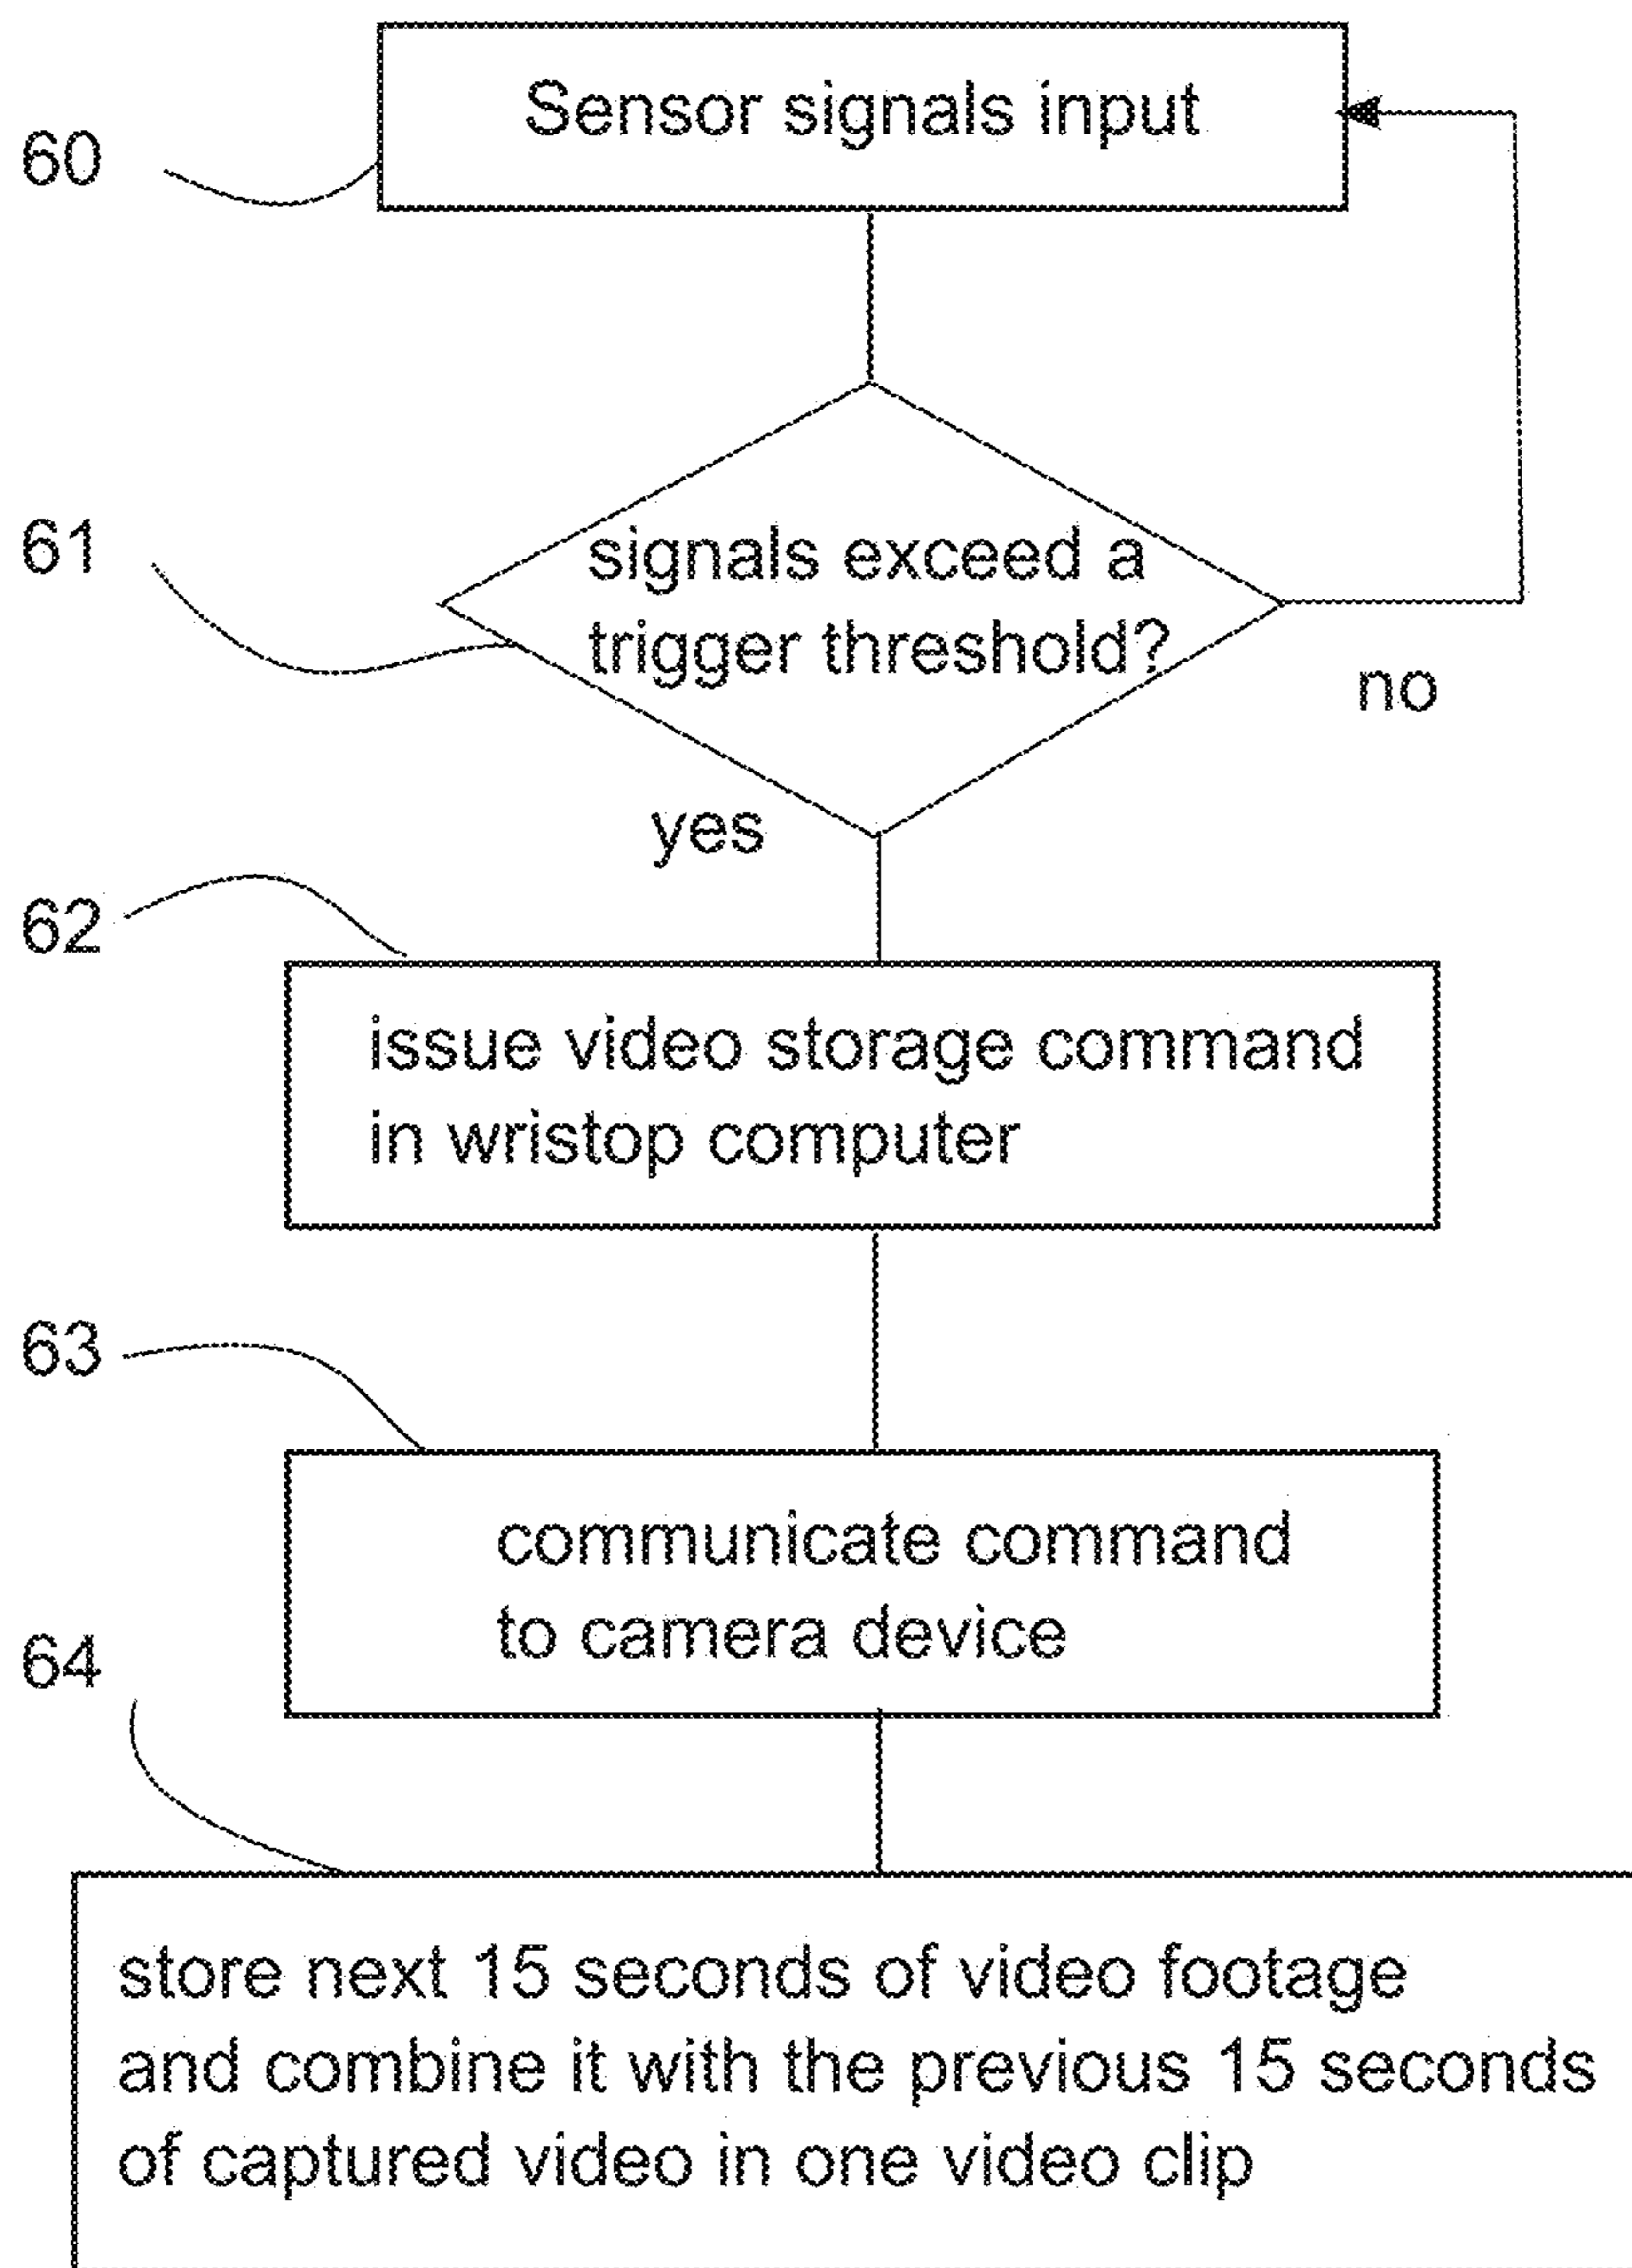 Sensor signals input
60
61
signals exceed a
trigger threshold?
no
yes
62
issue video storage command
in wristop computer
63
communicate command
to camera device
64
store next 15 seconds of video footage
and combine it with the previous 15 seconds
of captured video in one video clip